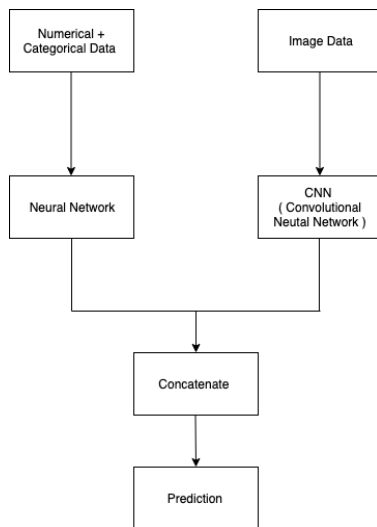 Numerical +
Categorical Data
Image Data
Neural Network
CNN
( Convolutional
Neutal Network )
Concatenate
Prediction